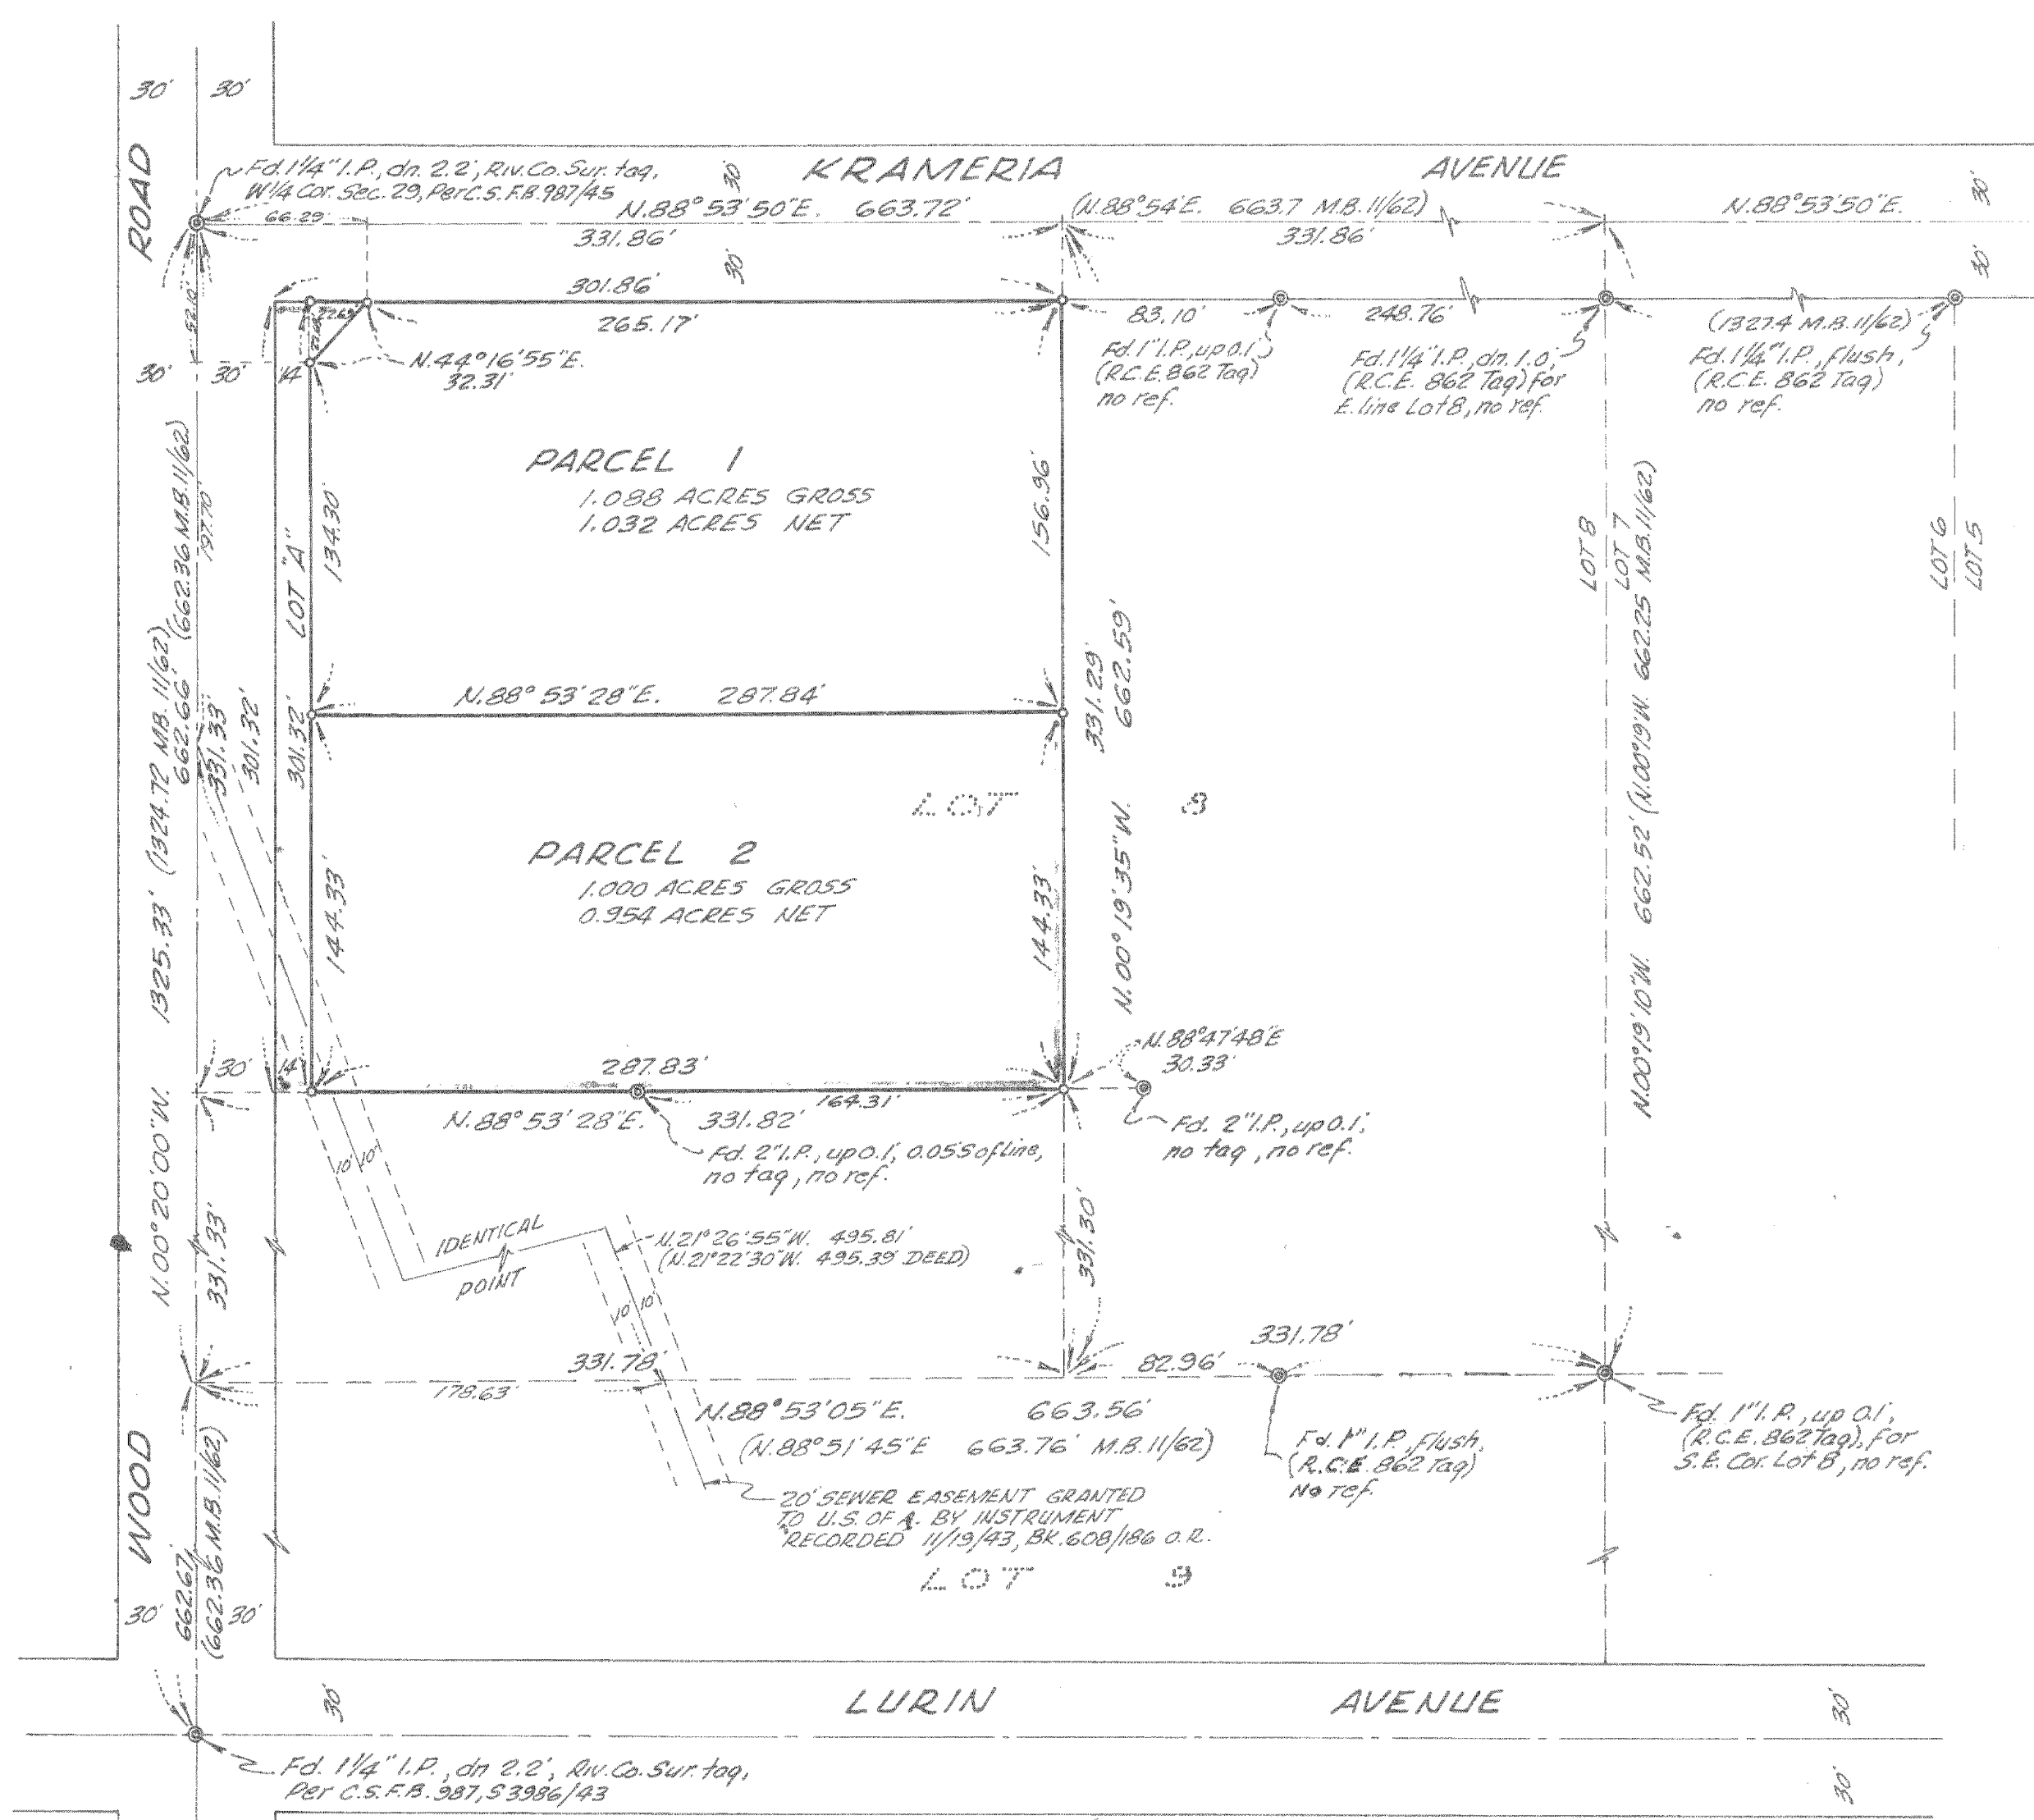 30' 30'
ROAD
Fd. 1 1/4" I.P., dn. 2.2', Riv. Co. Sur. tag,
W 1/4 Cor. Sec. 29, Per C.S. F.B. 987/45
66.29'
30'
KRAMERIA AVENUE
N.88°53'50"E. 663.72' (N.88°54'E. 663.7 M.B. 11/62) N.88°53'50"E.
30'
331.86' 331.86'
30'
30'
52.10'
301.86'
265.17'
83.10' 248.76' (1327.4 M.B. 11/62)
30' 30' 14'
N.44°16'55"E.
32.31'
Fd. 1" I.P., up 0.1'
(R.C.E. 862 Tag)
no ref.
Fd. 1 1/4" I.P., dn. 1.0',
(R.C.E. 862 Tag) For
E. line Lot 8, no ref.
Fd. 1 1/4" I.P., flush,
(R.C.E. 862 Tag)
no ref.
PARCEL 1
1.088 ACRES GROSS
1.032 ACRES NET
197.70'
LOT "A"
134.30'
156.96'
LOT 8
LOT 7
LOT 6
LOT 5
N.88°53'28"E. 287.84'
N.00°20'00"W. 1325.33' (1324.72 M.B. 11/62)
662.66' (662.36 M.B. 11/62)
331.33'
301.32'
301.32'
331.29'
662.59'
N.00°19'35"W.
N.00°19'10"W. 662.52' (N.00°19'W. 662.25 M.B. 11/62)
LOT 8
PARCEL 2
1.000 ACRES GROSS
0.954 ACRES NET
144.33'
144.33'
30' 14'
287.83'
N.88°47'48"E
30.33'
164.31'
N.88°53'28"E. 331.82'
Fd. 2" I.P., up 0.1', 0.05 S of Line,
no tag, no ref.
Fd. 2" I.P., up 0.1',
no tag, no ref.
10' 10'
331.33'
331.30'
IDENTICAL
POINT
N.21°26'55"W. 495.81'
(N.21°22'30"W. 495.39' DEED)
10' 10'
331.78' 331.78'
82.96'
178.63'
N.88°53'05"E. 663.56'
(N.88°51'45"E 663.76' M.B. 11/62)
Fd. 1" I.P., Flush,
(R.C.E. 862 Tag)
No ref.
Fd. 1" I.P., up 0.1',
(R.C.E. 862 Tag), For
S.E. Cor. Lot 8, no ref.
20' SEWER EASEMENT GRANTED
TO U.S. OF A. BY INSTRUMENT
RECORDED 11/19/43, BK. 608/186 O.R.
LOT 9
WOOD
662.67'
(662.36 M.B. 11/62)
30' 30'
30'
LURIN AVENUE
30'
Fd. 1 1/4" I.P., dn 2.2', Riv. Co. Sur. tag,
Per C.S. F.B. 987, S 3986/43
30'